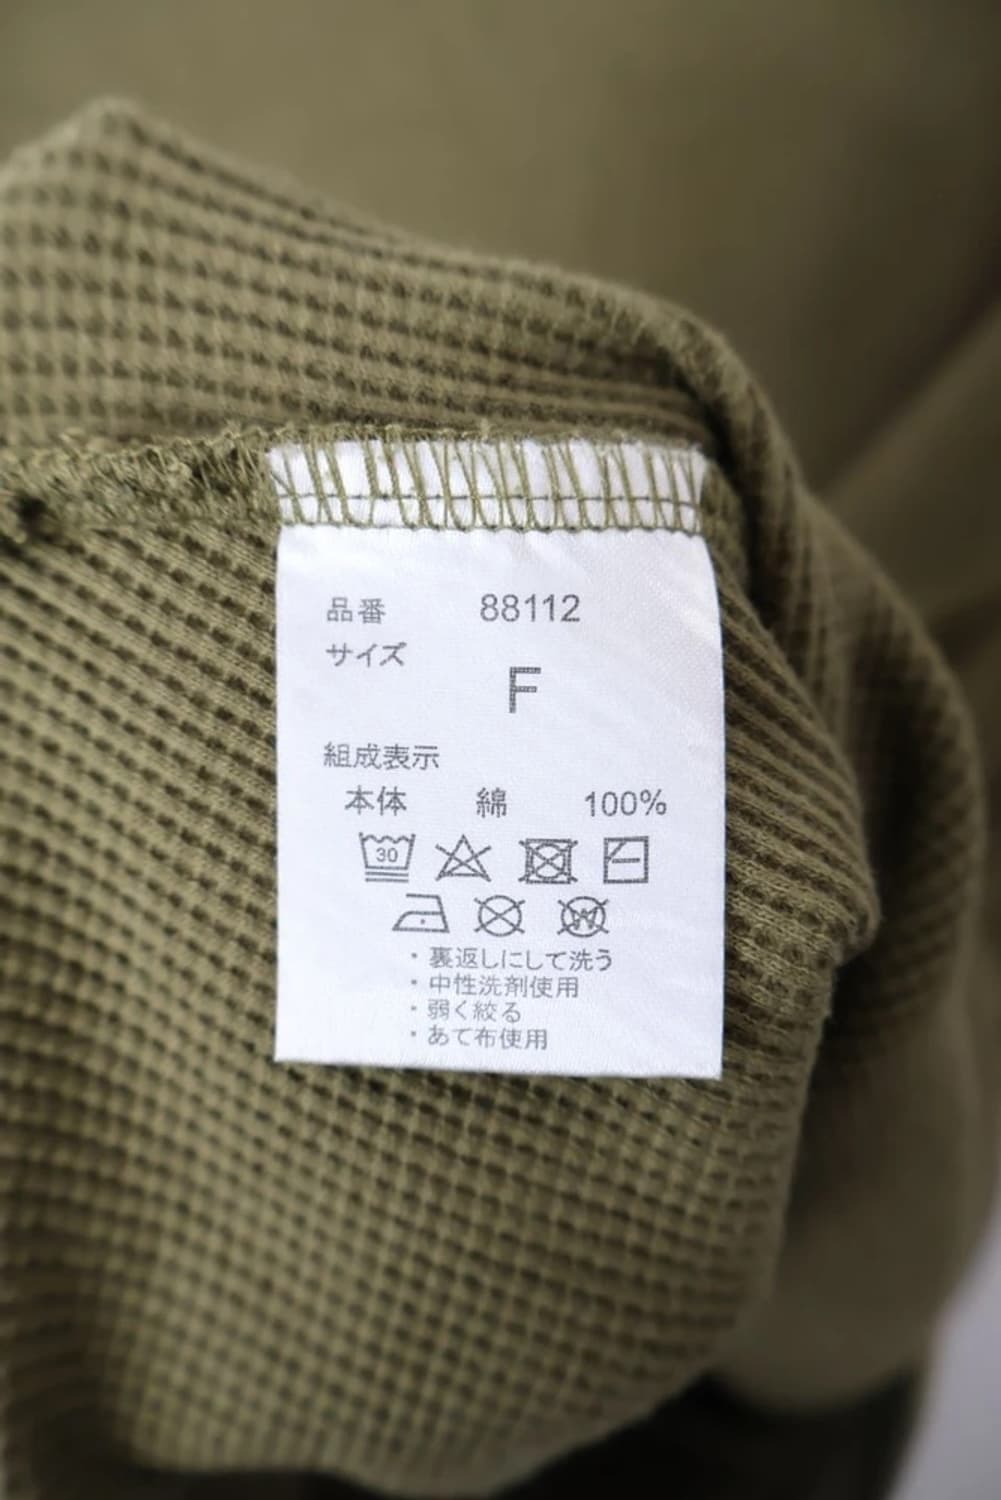 品番 88112
サイズ
F
組成表示
本体 綿 100%
30
W
・裏返しにして洗う
・中性洗剤使用
・弱く絞る
・あて布使用